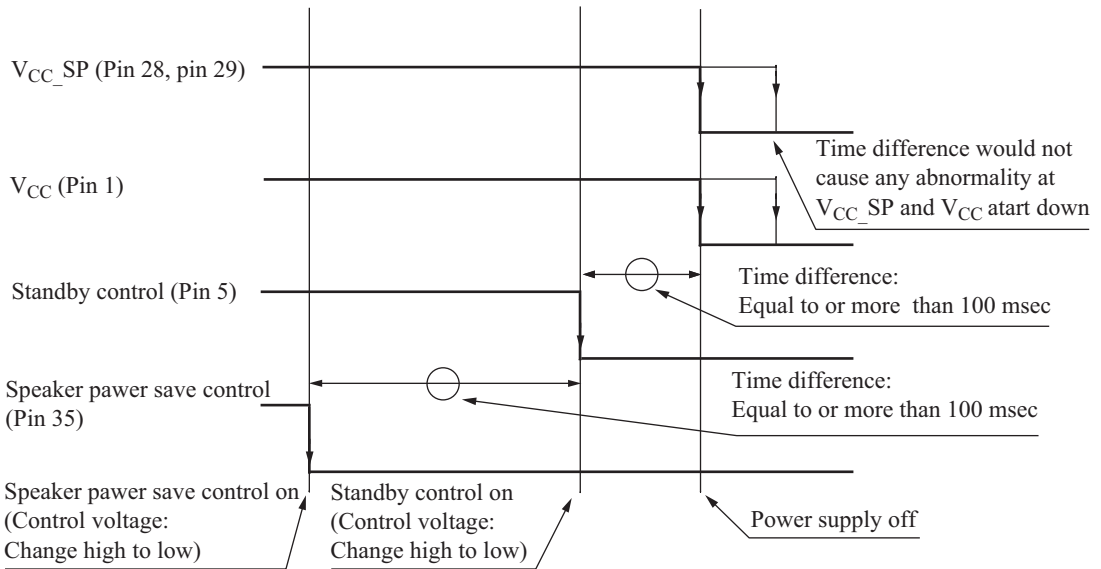 V_CC_SP (Pin 28, pin 29)
Time difference would not
cause any abnormality at
V_CC_SP and V_CC atart down
V_CC (Pin 1)
Standby control (Pin 5)
Time difference:
Equal to or more than 100 msec
Speaker pawer save control
(Pin 35)
Time difference:
Equal to or more than 100 msec
Speaker pawer save control on
(Control voltage:
Change high to low)
Standby control on
(Control voltage:
Change high to low)
Power supply off